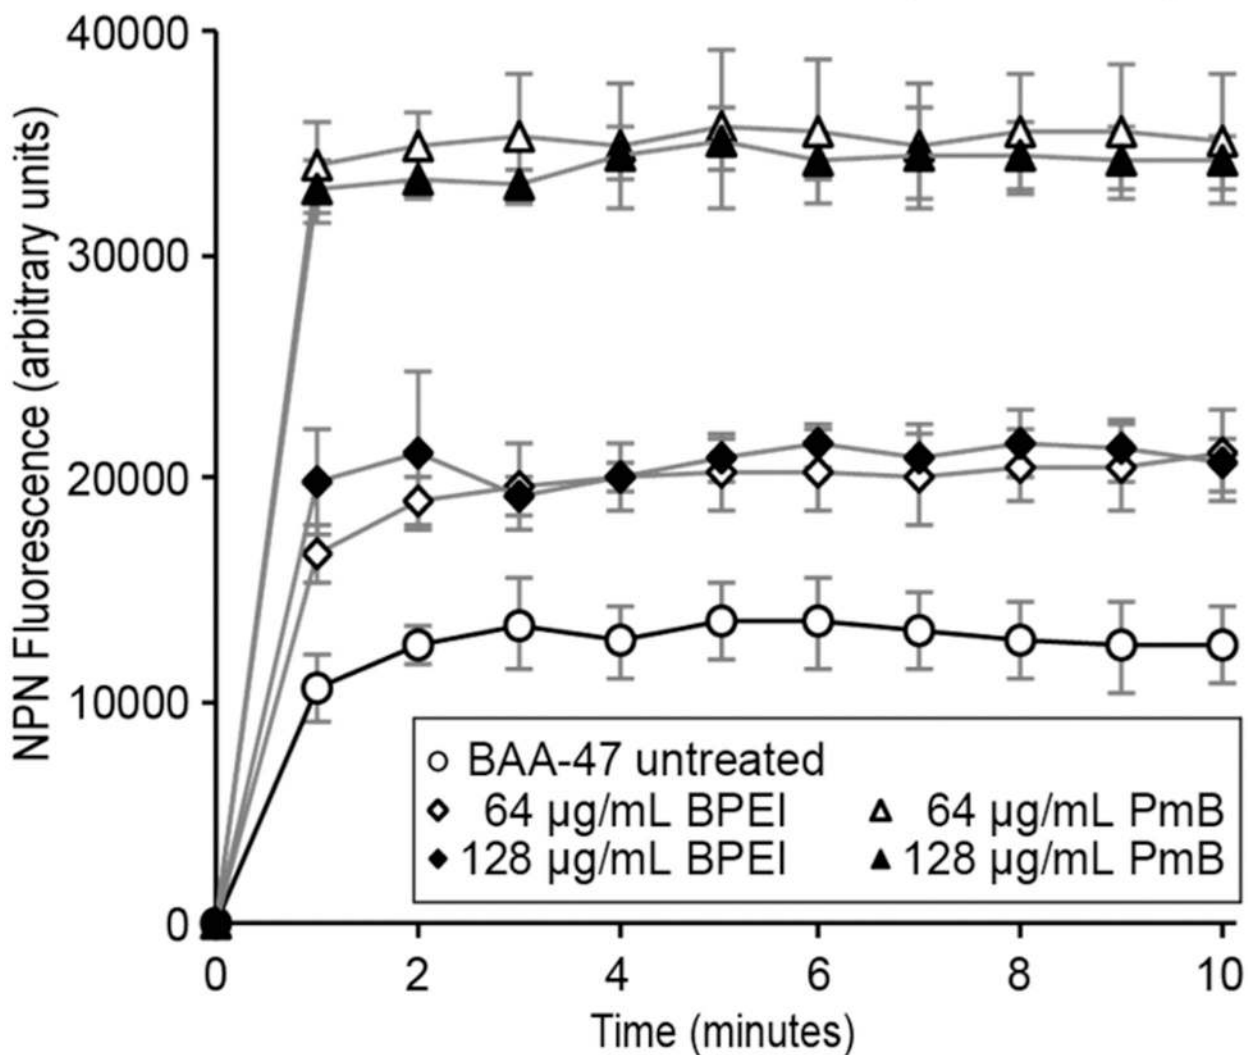 NPN Fluorescence (arbitrary units)
40000
30000
20000
10000
0
BAA-47 untreated
64 µg/mL BPEI
64 µg/mL PmB
128 µg/mL BPEI
128 µg/mL PmB
0 2 4 6 8 10
Time (minutes)